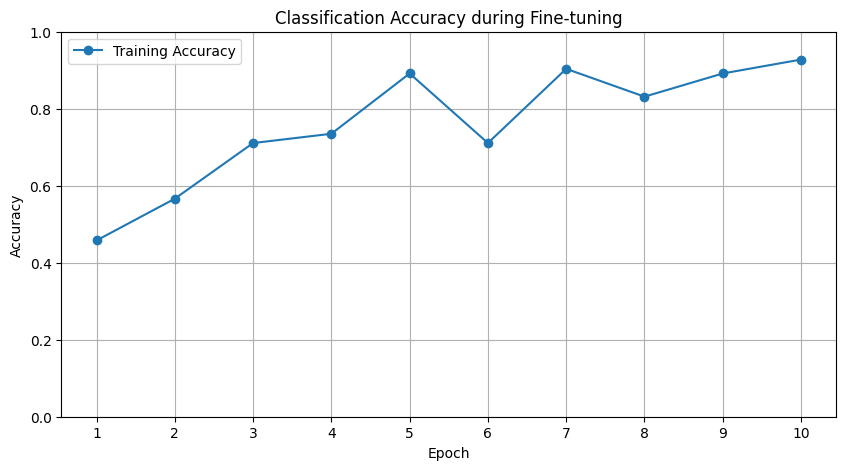 Classification Accuracy during Fine-tuning
Training Accuracy
Accuracy
1.0
0.8
0.6
0.4
0.2
0.0
1 2 3 4 5 6 7 8 9 10
Epoch